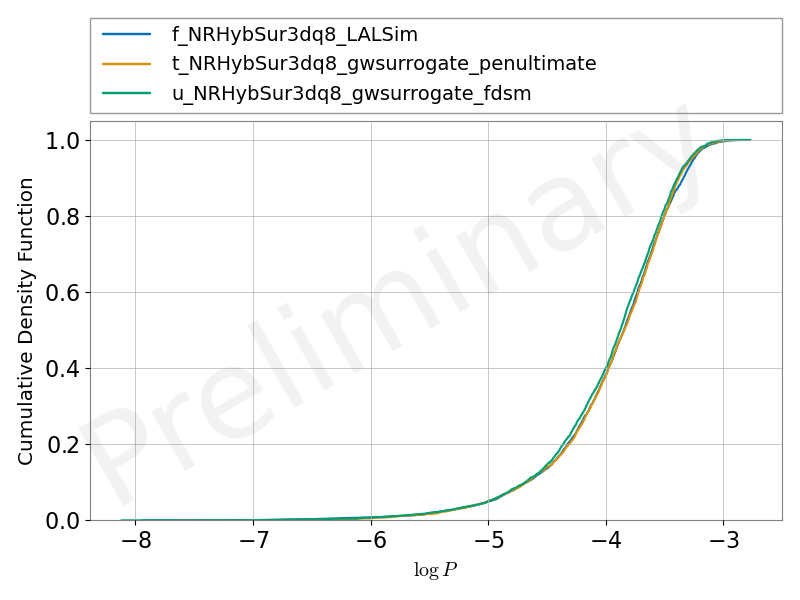 f_NRHybSur3dq8_LALSim
t_NRHybSur3dq8_gwsurrogate_penultimate
u_NRHybSur3dq8_gwsurrogate_fdsm
Preliminary
1.0
0.8
0.6
0.4
0.2
0.0
Cumulative Density Function
−8 −7 −6 −5 −4 −3
log P